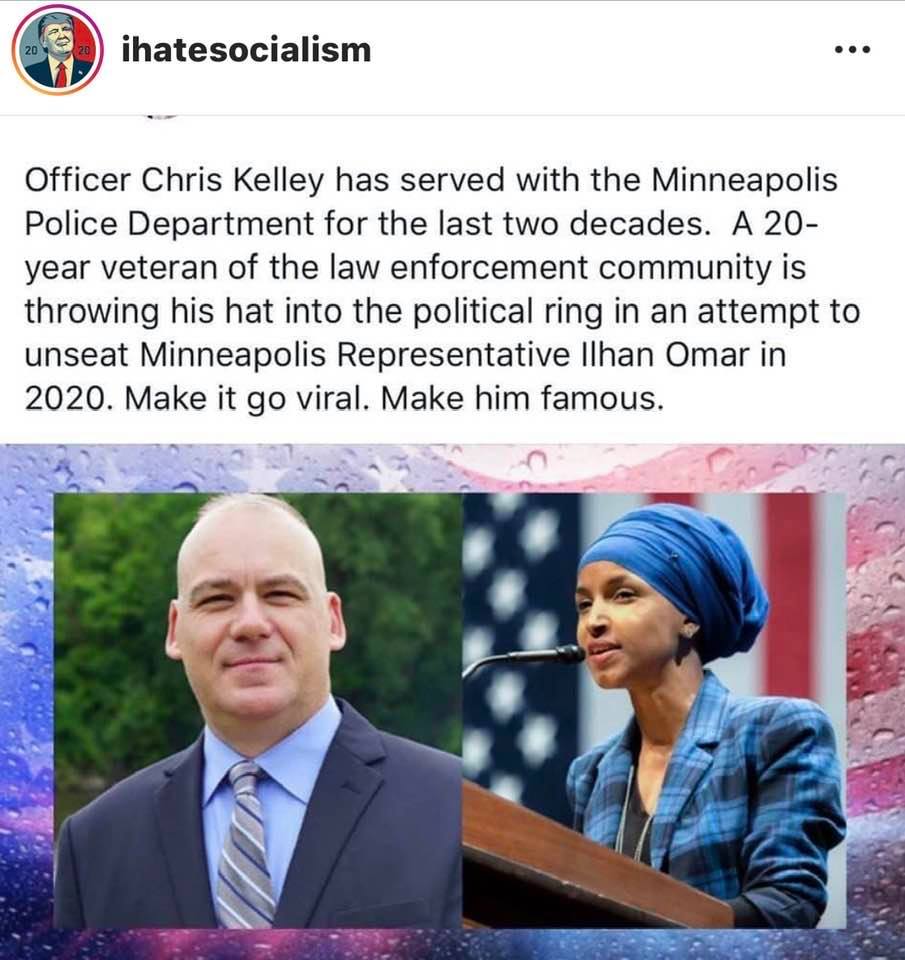 20 20
ihatesocialism
Officer Chris Kelley has served with the Minneapolis
Police Department for the last two decades.  A 20-
year veteran of the law enforcement community is
throwing his hat into the political ring in an attempt to
unseat Minneapolis Representative Ilhan Omar in
2020. Make it go viral. Make him famous.